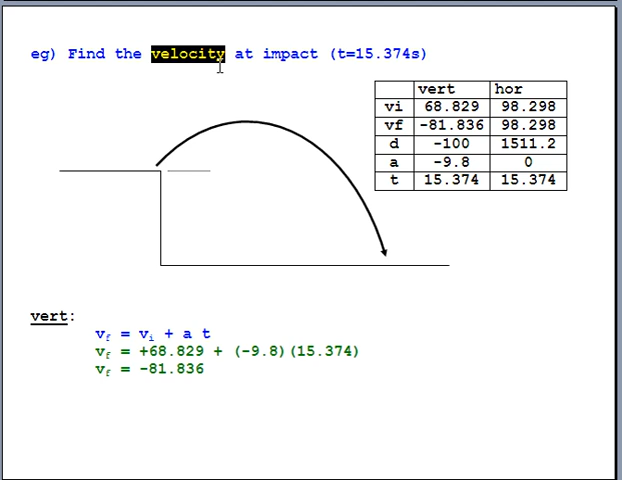 eg) Find the velocity at impact (t=15.374s)
vert hor
vi 68.829 98.298
vf -81.836 98.298
d -100 1511.2
a -9.8 0
t 15.374 15.374
vert:
vf = vi + a t
vf = +68.829 + (-9.8)(15.374)
vf = -81.836